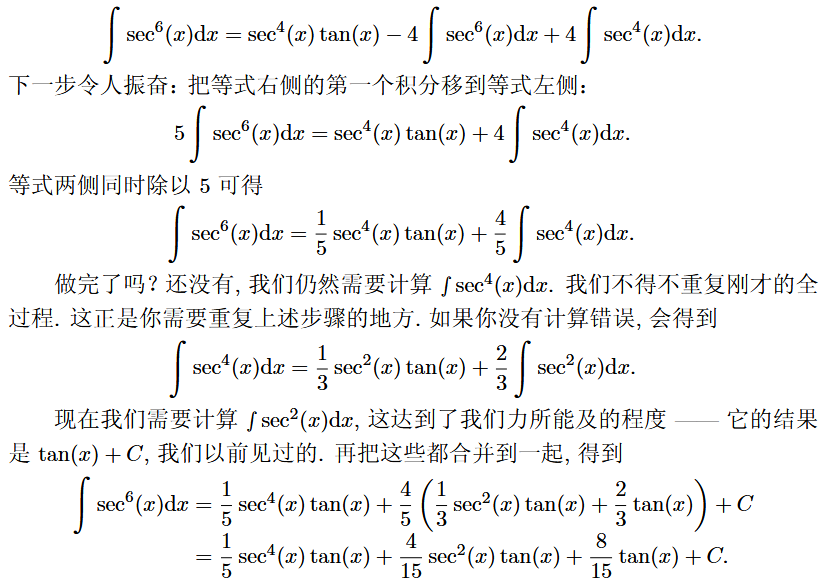 ∫ sec⁶(x)dx = sec⁴(x) tan(x) − 4 ∫ sec⁶(x)dx + 4 ∫ sec⁴(x)dx.
下一步令人振奋: 把等式右侧的第一个积分移到等式左侧:
5 ∫ sec⁶(x)dx = sec⁴(x) tan(x) + 4 ∫ sec⁴(x)dx.
等式两侧同时除以 5 可得
∫ sec⁶(x)dx = 1/5 sec⁴(x) tan(x) + 4/5 ∫ sec⁴(x)dx.
做完了吗? 还没有, 我们仍然需要计算 ∫ sec⁴(x)dx. 我们不得不重复刚才的全
过程. 这正是你需要重复上述步骤的地方. 如果你没有计算错误, 会得到
∫ sec⁴(x)dx = 1/3 sec²(x) tan(x) + 2/3 ∫ sec²(x)dx.
现在我们需要计算 ∫ sec²(x)dx, 这达到了我们力所能及的程度 —— 它的结果
是 tan(x) + C, 我们以前见过的. 再把这些都合并到一起, 得到
∫ sec⁶(x)dx = 1/5 sec⁴(x) tan(x) + 4/5 (1/3 sec²(x) tan(x) + 2/3 tan(x)) + C
= 1/5 sec⁴(x) tan(x) + 4/15 sec²(x) tan(x) + 8/15 tan(x) + C.